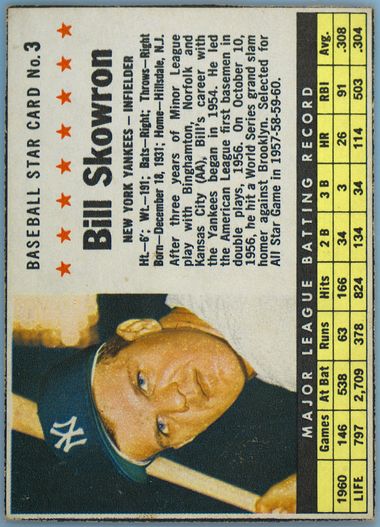 BASEBALL STAR CARD No. 3
Bill Skowron
NEW YORK YANKEES – INFIELDER
Ht.—6'; Wt.—191; Bats—Right; Throws—Right
Born—December 18, 1931; Home—Hillsdale, N.J.
After three years of Minor League
play with Binghamton, Norfolk and
Kansas City (AA), Bill's career with
the Yankees began in 1954. He led
the American League first basemen in
double plays, 1956. On October 10,
1956, he hit a World Series grand slam
homer against Brooklyn. Selected for
All Star Game in 1957-58-59-60.
NY
MAJOR LEAGUE BATTING RECORD
Games At Bat Runs Hits 2 B 3 B HR RBI Avg.
1960 146 538 63 166 34 3 26 91 .308
LIFE 797 2,709 378 824 134 34 114 503 .304